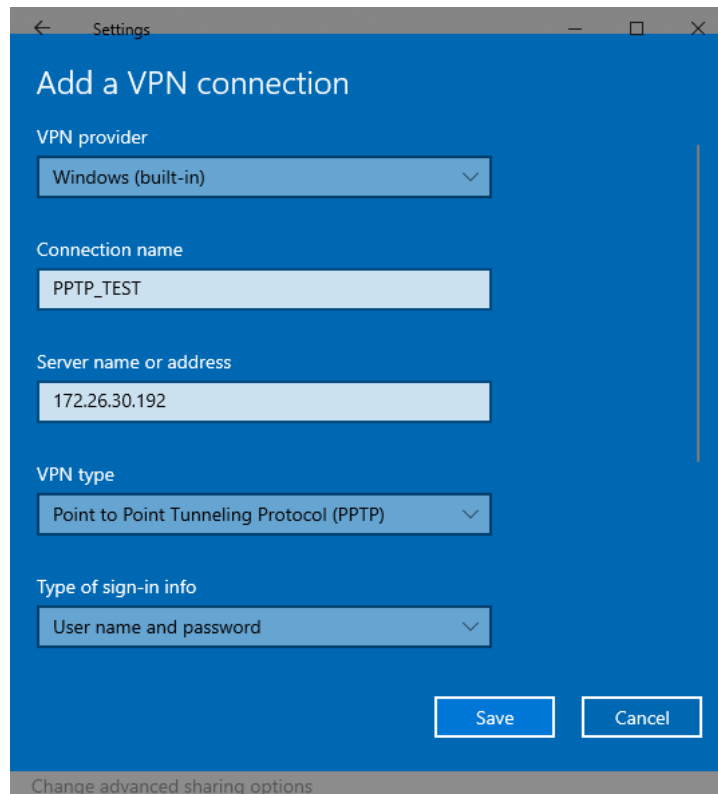 Settings
Add a VPN connection
VPN provider
Windows (built-in)
Connection name
PPTP_TEST
Server name or address
172.26.30.192
VPN type
Point to Point Tunneling Protocol (PPTP)
Type of sign-in info
User name and password
Save Cancel
Change advanced sharing options